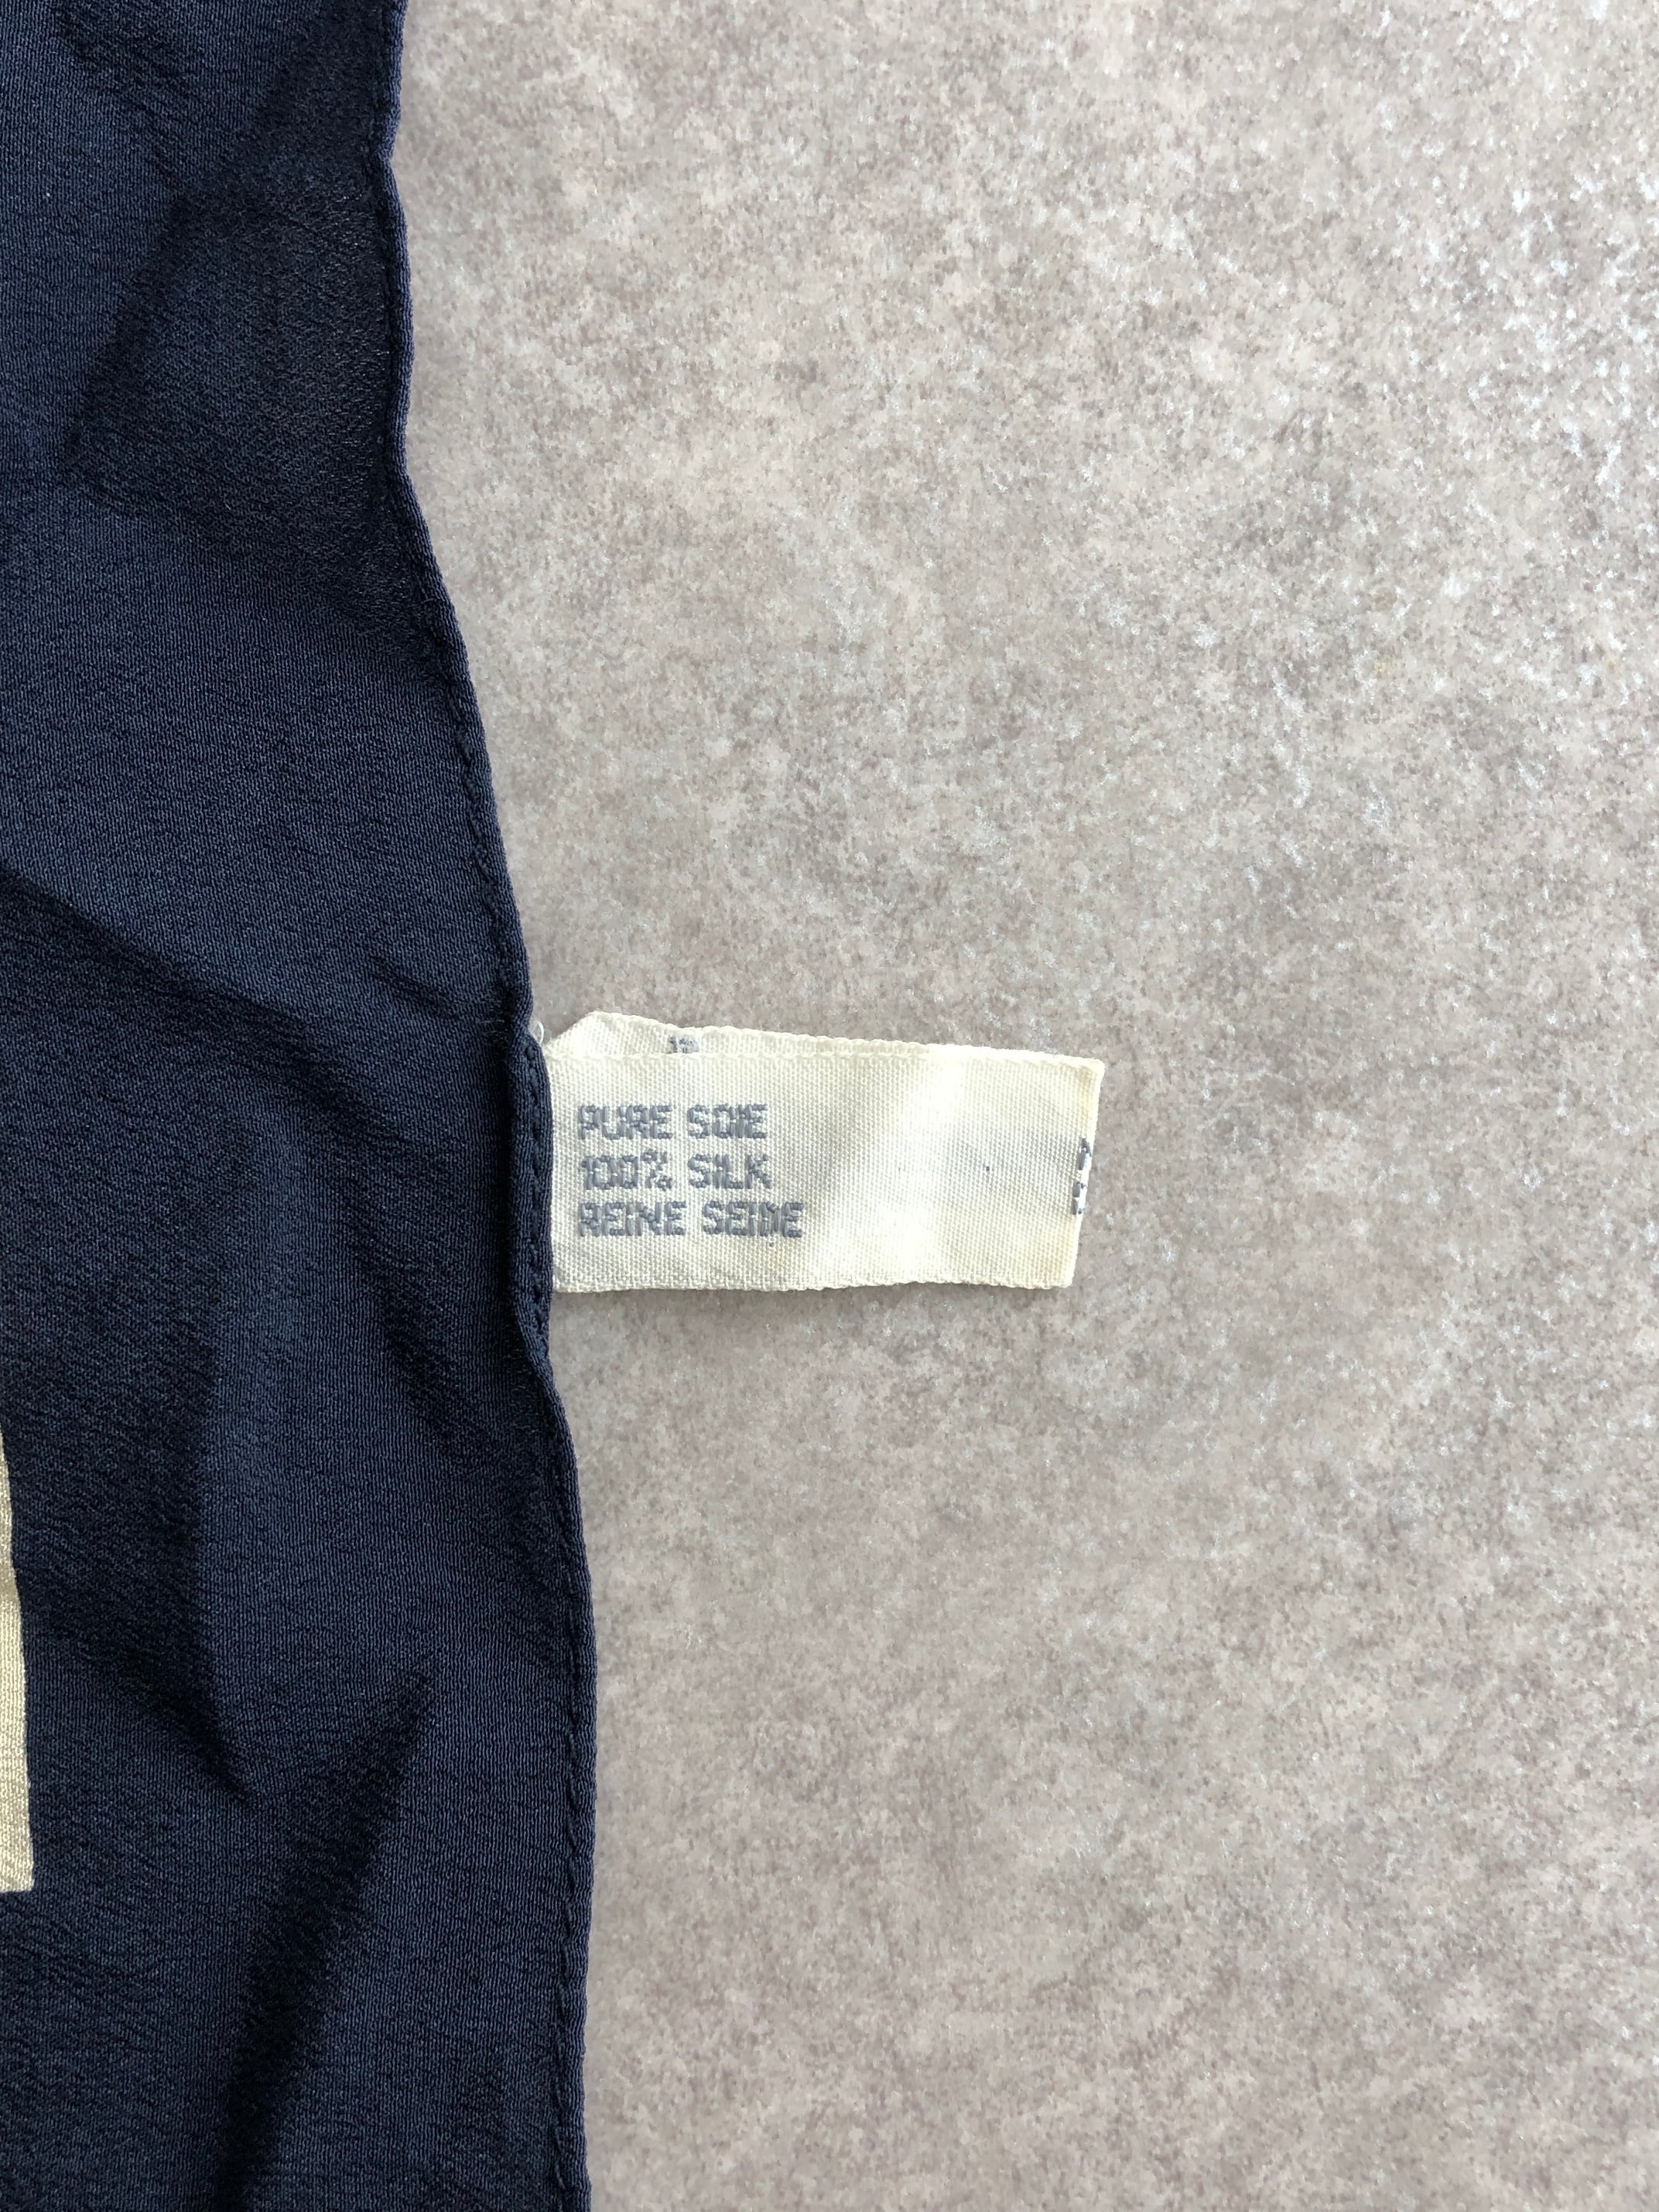 PURE SOIE
100% SILK
REINE SEIDE